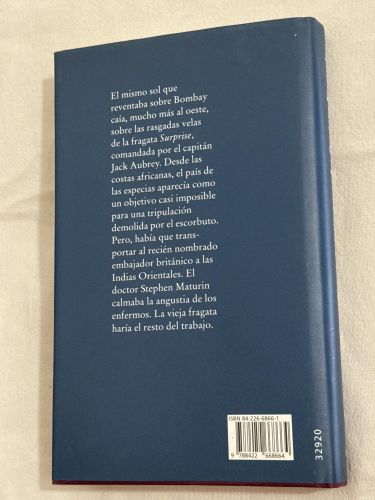 El mismo sol que
reventaba sobre Bombay
caía, mucho más al oeste,
sobre las rasgadas velas
de la fragata Surprise,
comandada por el capitán
Jack Aubrey. Desde las
costas africanas, el país de
las especias aparecía como
un objetivo casi imposible
para una tripulación
demolida por el escorbuto.
Pero, había que trans-
portar al recién nombrado
embajador británico a las
Indias Orientales. El
doctor Stephen Maturin
calmaba la angustia de los
enfermos. La vieja fragata
haría el resto del trabajo.
ISBN 84-226-6866-1
9 788422 668664
32920